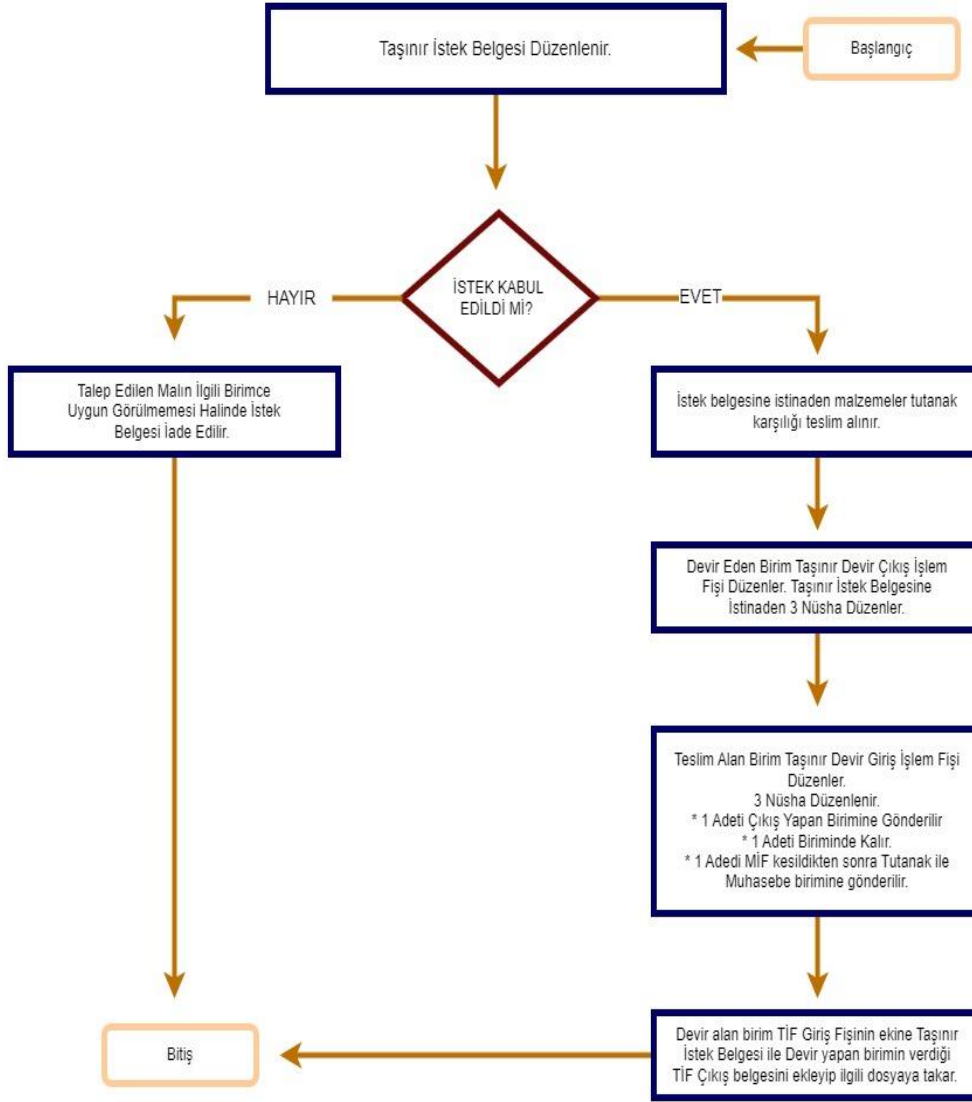 Taşınır İstek Belgesi Düzenlenir.
Başlangıç
İSTEK KABUL
EDİLDİ Mİ?
HAYIR
EVET
Talep Edilen Malın İlgili Birimce
Uygun Görülmemesi Halinde İstek
Belgesi İade Edilir.
İstek belgesine istinaden malzemeler tutanak
karşılığı teslim alınır.
Devir Eden Birim Taşınır Devir Çıkış İşlem
Fişi Düzenler. Taşınır İstek Belgesine
İstinaden 3 Nüsha Düzenler.
Teslim Alan Birim Taşınır Devir Giriş İşlem Fişi
Düzenler.
3 Nüsha Düzenlenir.
* 1 Adeti Çıkış Yapan Birimine Gönderilir
* 1 Adeti Biriminde Kalır.
* 1 Adedi MİF kesildikten sonra Tutanak ile
Muhasebe birimine gönderilir.
Devir alan birim TİF Giriş Fişinin ekine Taşınır
İstek Belgesi ile Devir yapan birimin verdiği
TİF Çıkış belgesini ekleyip ilgili dosyaya takar.
Bitiş